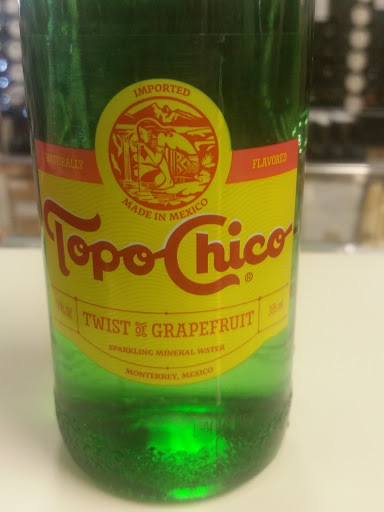 IMPORTED
NATURALLY
FLAVORED
MADE IN MEXICO
Topo Chico
®
TWIST OF GRAPEFRUIT
SPARKLING MINERAL WATER
MONTERREY, MEXICO